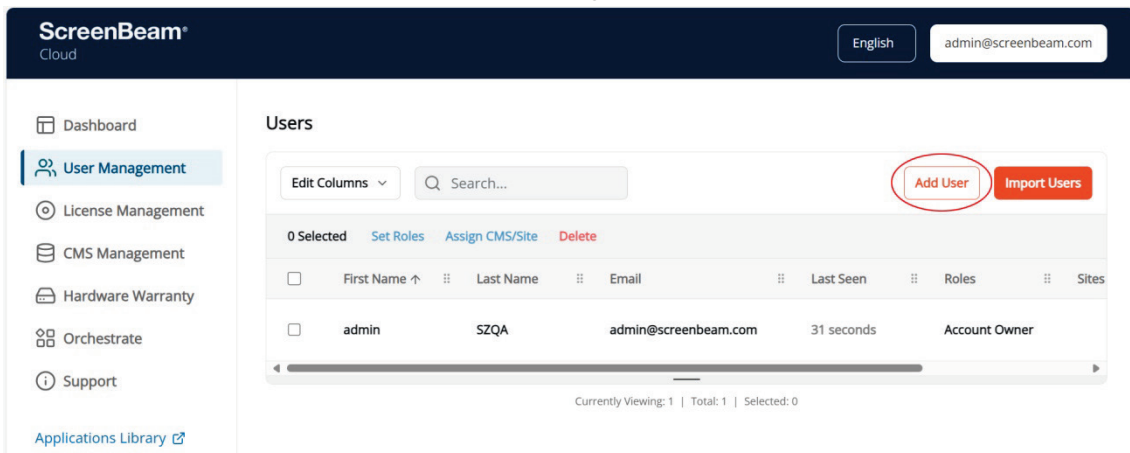 ScreenBeam®
Cloud
English
admin@screenbeam.com
Dashboard
User Management
License Management
CMS Management
Hardware Warranty
Orchestrate
Support
Applications Library
Users
Edit Columns
Search...
Add User
Import Users
0 Selected Set Roles Assign CMS/Site Delete
First Name Last Name Email Last Seen Roles Sites
admin SZQA admin@screenbeam.com 31 seconds Account Owner
Currently Viewing: 1 | Total: 1 | Selected: 0